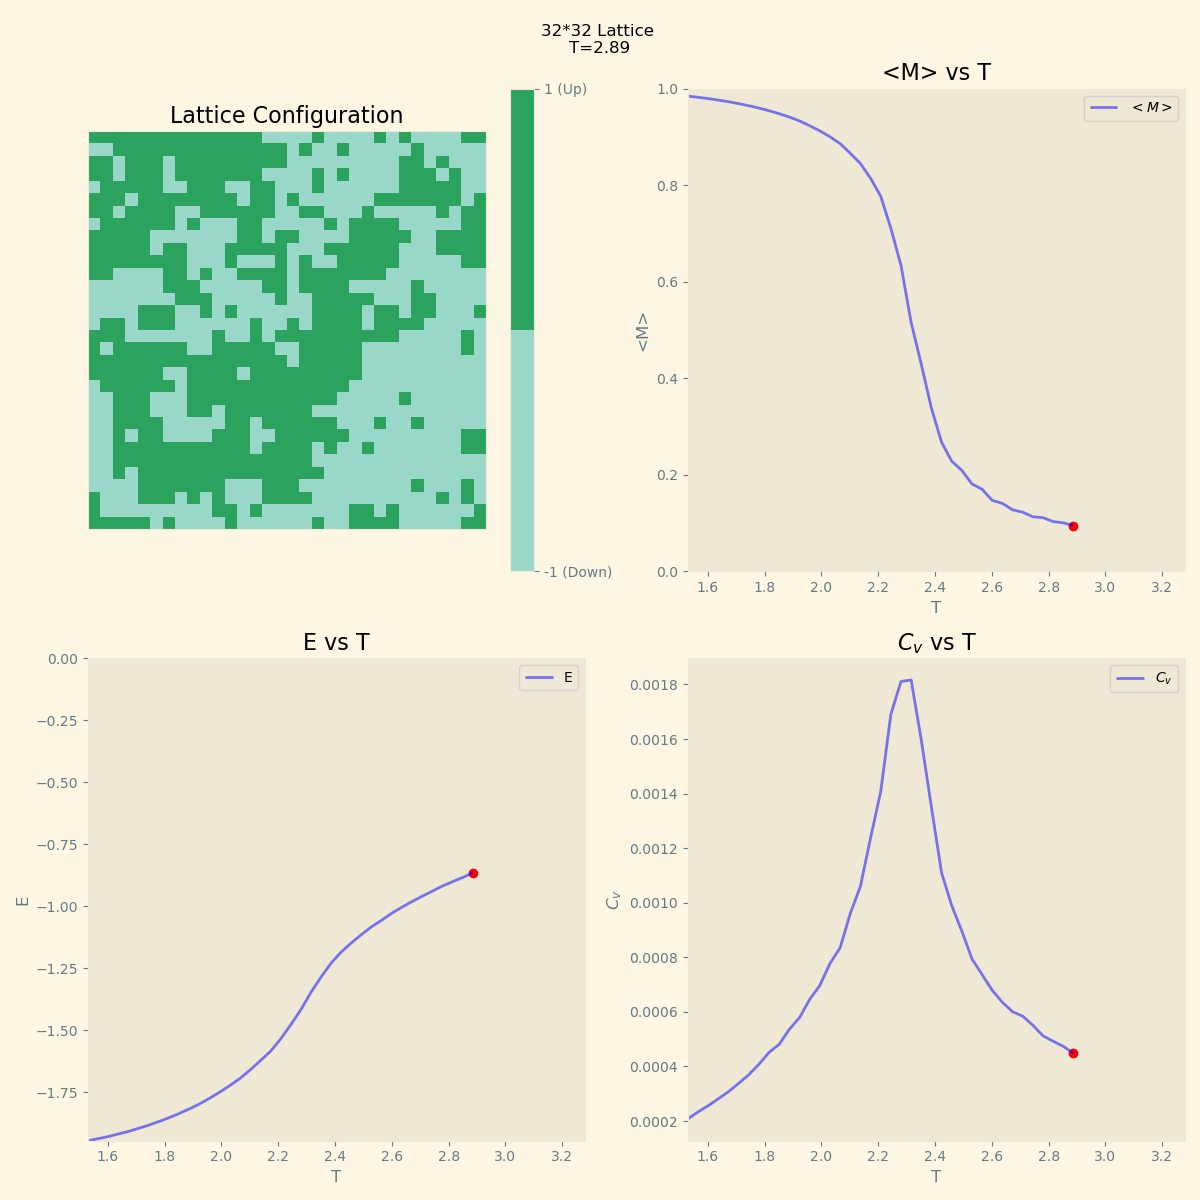 32*32 Lattice
T=2.89
Lattice Configuration
1 (Up)
-1 (Down)
<M> vs T
<M>
1.0
0.8
0.6
0.4
0.2
0.0
<M>
1.6 1.8 2.0 2.2 2.4 2.6 2.8 3.0 3.2
T
E vs T
E
0.00
−0.25
−0.50
−0.75
−1.00
−1.25
−1.50
−1.75
E
1.6 1.8 2.0 2.2 2.4 2.6 2.8 3.0 3.2
T
Cv vs T
Cv
0.0018
0.0016
0.0014
0.0012
0.0010
0.0008
0.0006
0.0004
0.0002
Cv
1.6 1.8 2.0 2.2 2.4 2.6 2.8 3.0 3.2
T